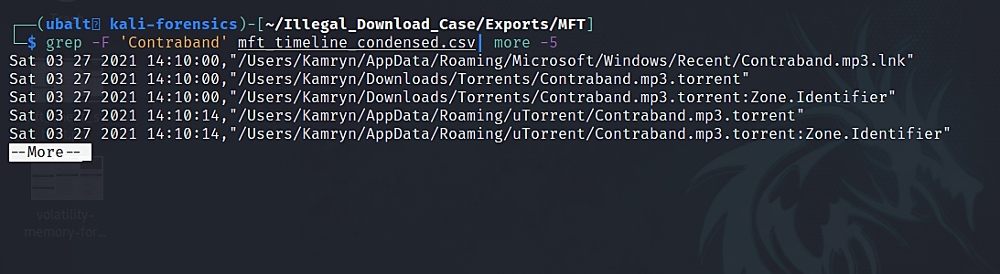 ┌──(ubalt㉿ kali-forensics)-[~/Illegal_Download_Case/Exports/MFT]
└─$ grep -F 'Contraband' mft_timeline_condensed.csv| more -5
Sat 03 27 2021 14:10:00,"/Users/Kamryn/AppData/Roaming/Microsoft/Windows/Recent/Contraband.mp3.lnk"
Sat 03 27 2021 14:10:00,"/Users/Kamryn/Downloads/Torrents/Contraband.mp3.torrent"
Sat 03 27 2021 14:10:00,"/Users/Kamryn/Downloads/Torrents/Contraband.mp3.torrent:Zone.Identifier"
Sat 03 27 2021 14:10:14,"/Users/Kamryn/AppData/Roaming/uTorrent/Contraband.mp3.torrent"
Sat 03 27 2021 14:10:14,"/Users/Kamryn/AppData/Roaming/uTorrent/Contraband.mp3.torrent:Zone.Identifier"
--More--
volatility-
memory-for...